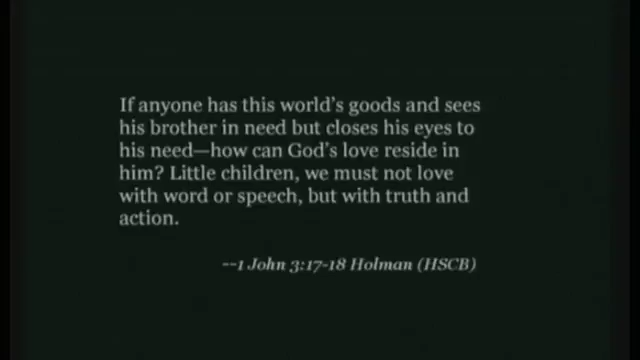 If anyone has this world's goods and sees
his brother in need but closes his eyes to
his need—how can God's love reside in
him? Little children, we must not love
with word or speech, but with truth and
action.
--1 John 3:17-18 Holman (HSCB)